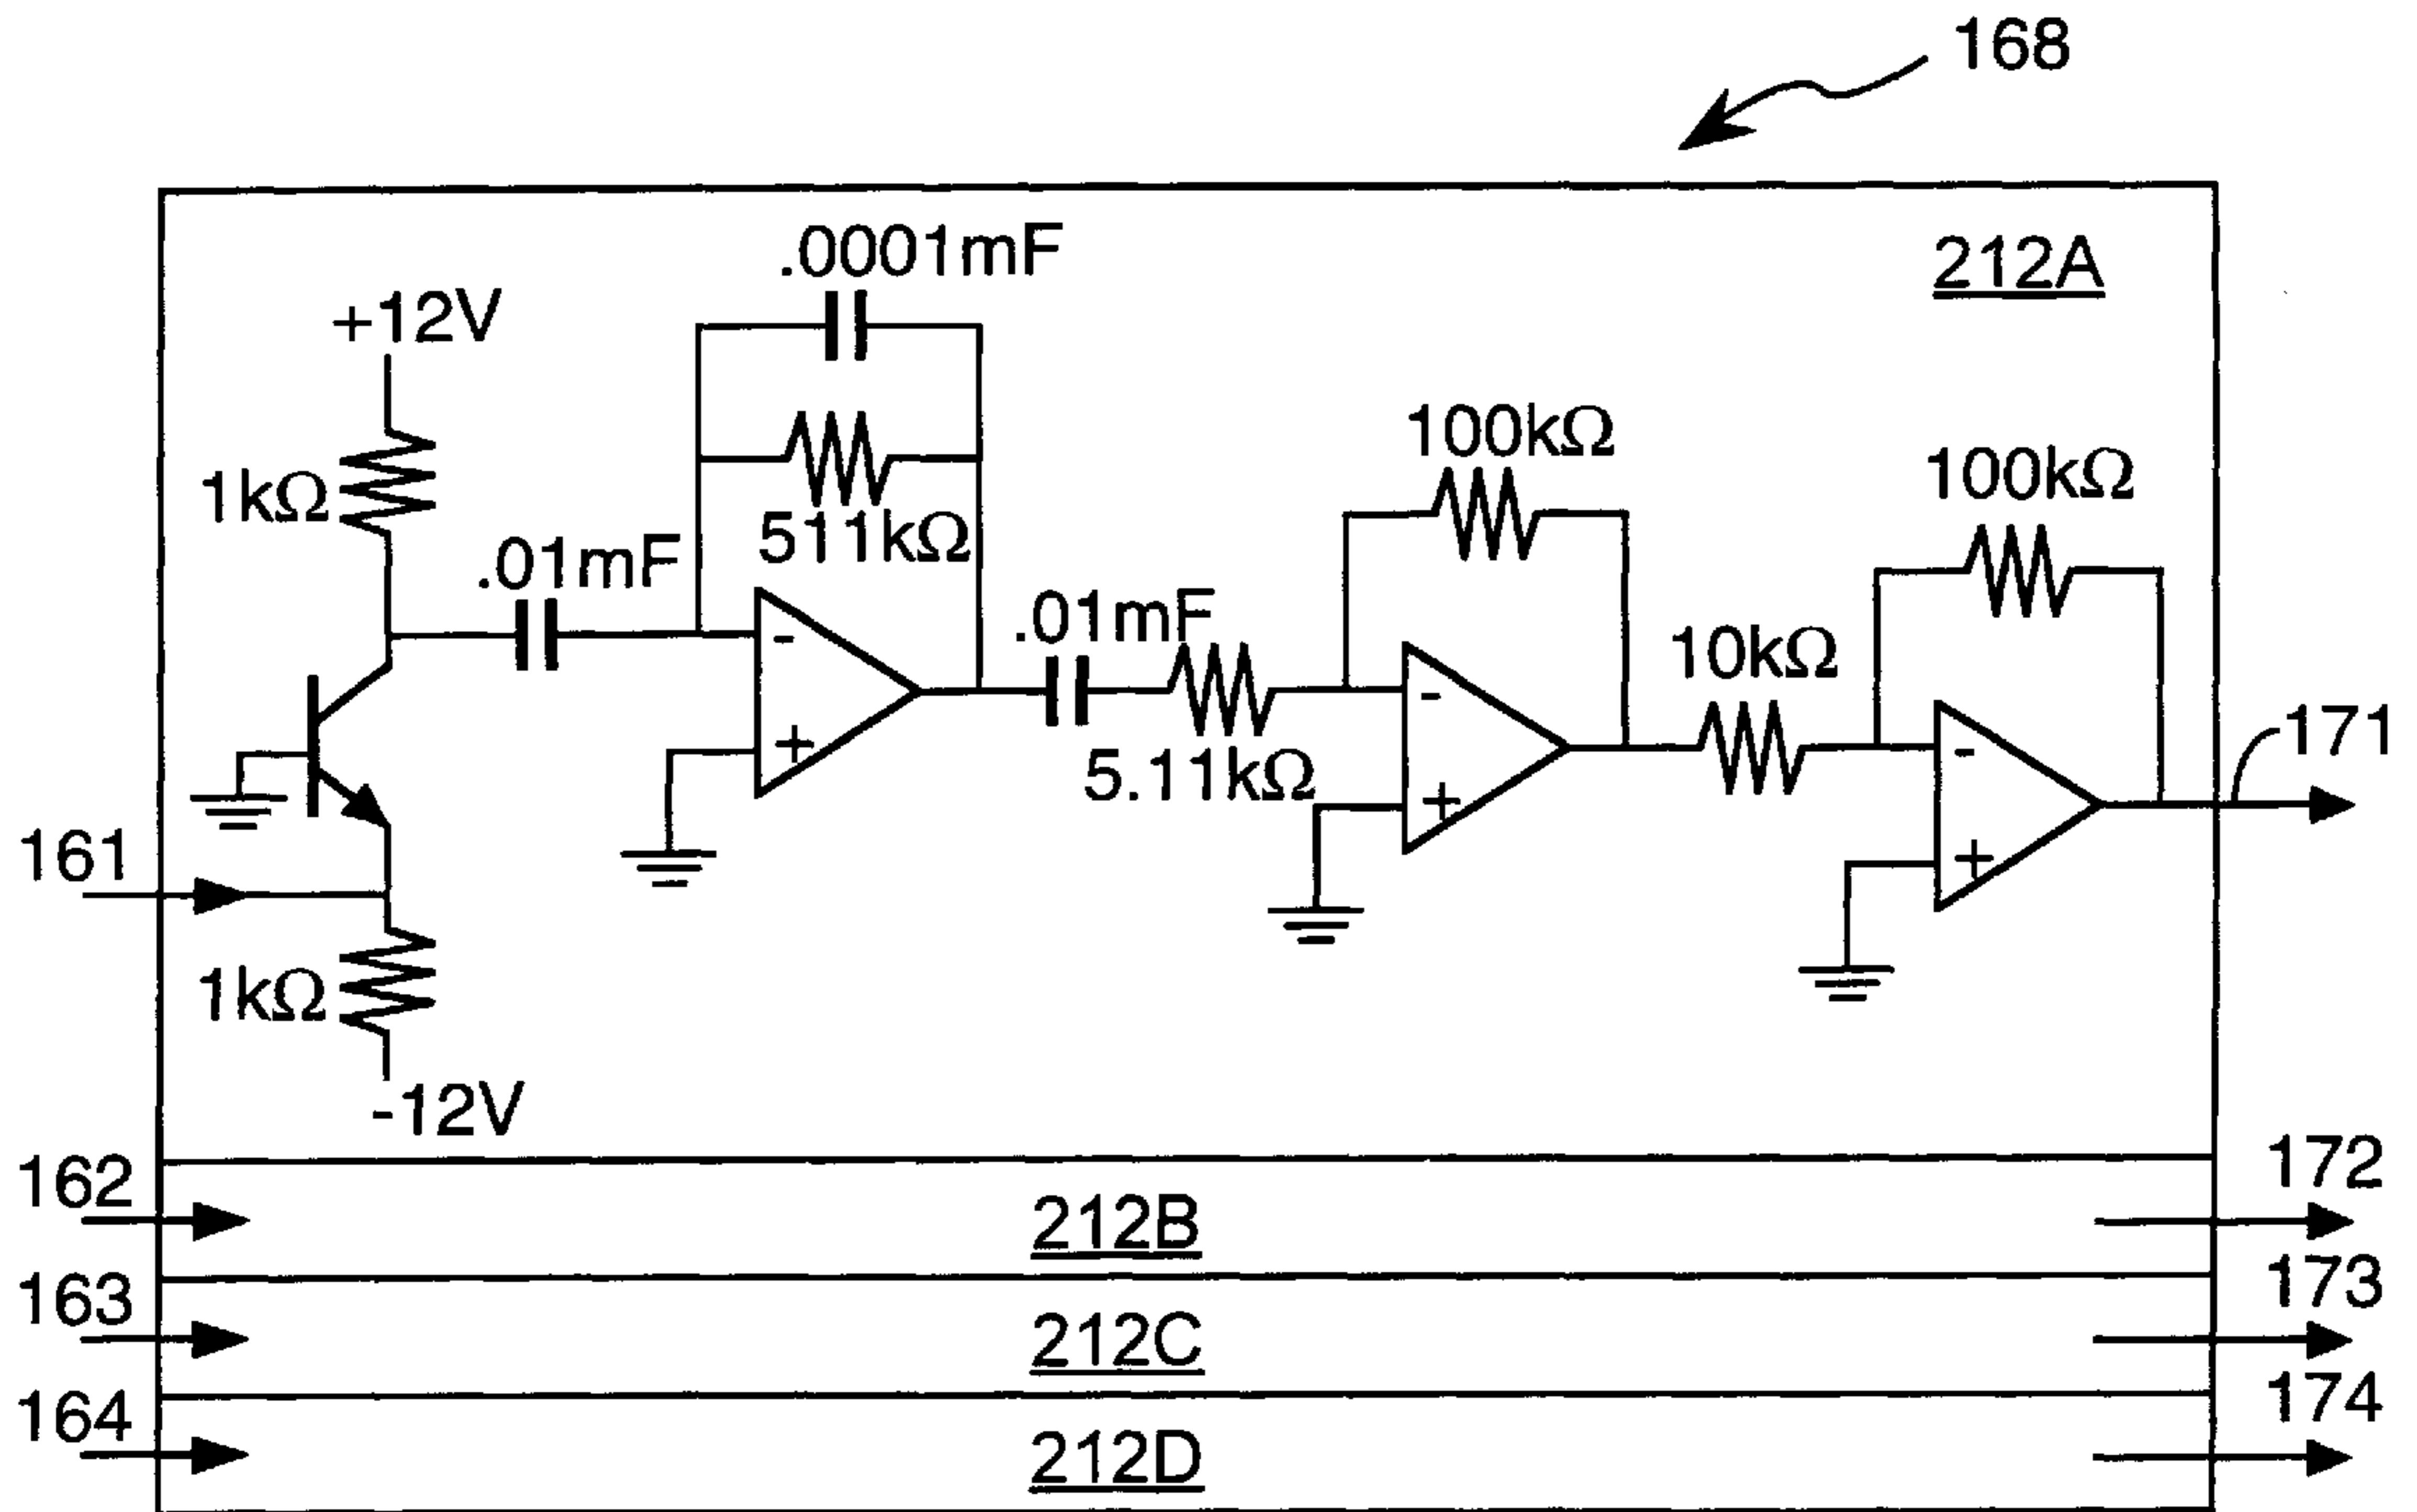 168
212A
.0001mF
+12V
1kΩ
511kΩ
100kΩ
100kΩ
.01mF
-
+
.01mF
5.11kΩ
-
+
10kΩ
-
+
171
161
1kΩ
-12V
162
212B
172
163
212C
173
164
212D
174